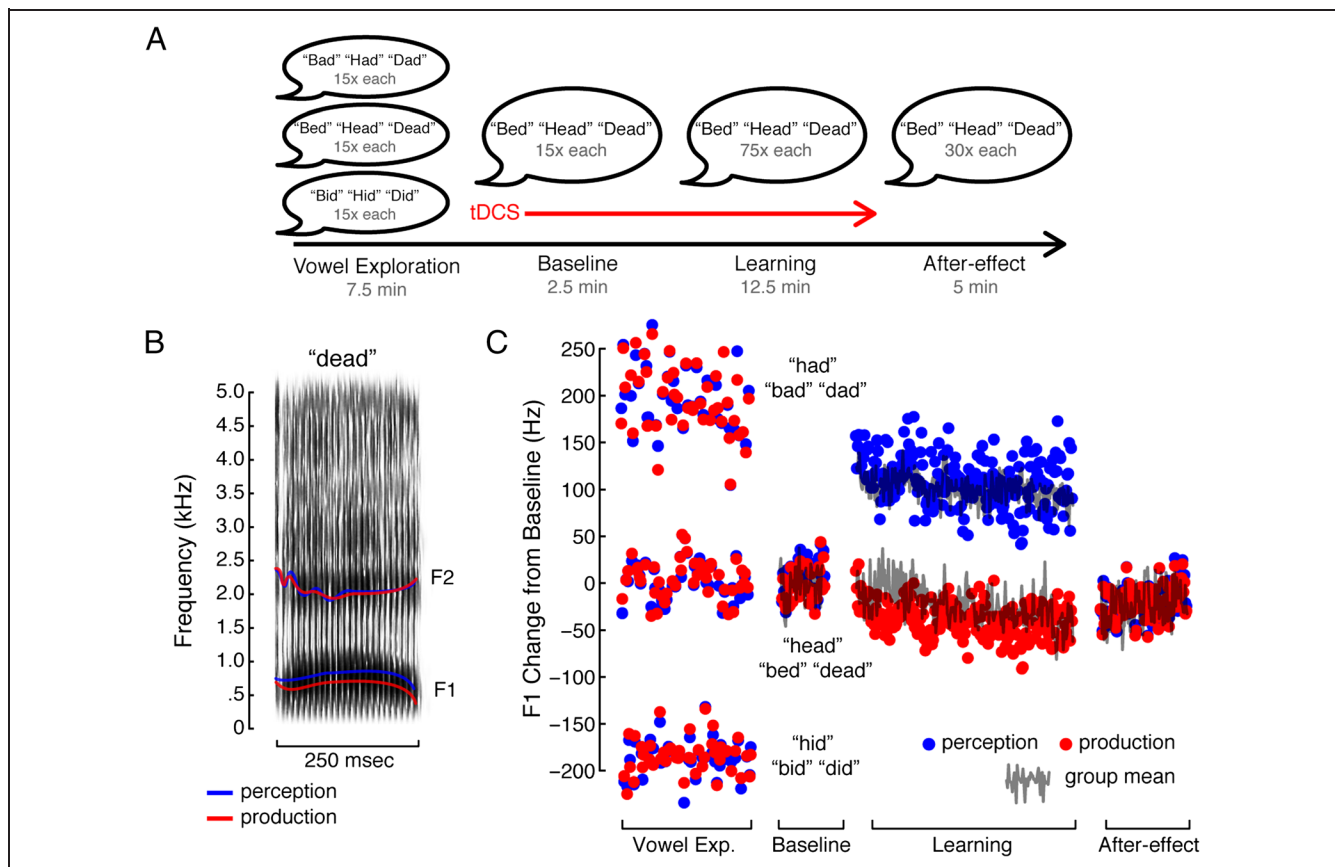 A
“Bad” “Had” “Dad”
15x each
“Bed” “Head” “Dead”
15x each
“Bid” “Hid” “Did”
15x each
“Bed” “Head” “Dead”
15x each
“Bed” “Head” “Dead”
75x each
“Bed” “Head” “Dead”
30x each
tDCS
Vowel Exploration
7.5 min
Baseline
2.5 min
Learning
12.5 min
After-effect
5 min
B
“dead”
Frequency (kHz)
5.0
4.5
4.0
3.5
3.0
2.5
2.0
1.5
1.0
.5
0
F2
F1
250 msec
perception
production
C
F1 Change from Baseline (Hz)
250
200
150
100
50
0
−50
−100
−150
−200
“had”
“bad” “dad”
“head”
“bed” “dead”
“hid”
“bid” “did”
perception
production
group mean
Vowel Exp.
Baseline
Learning
After-effect